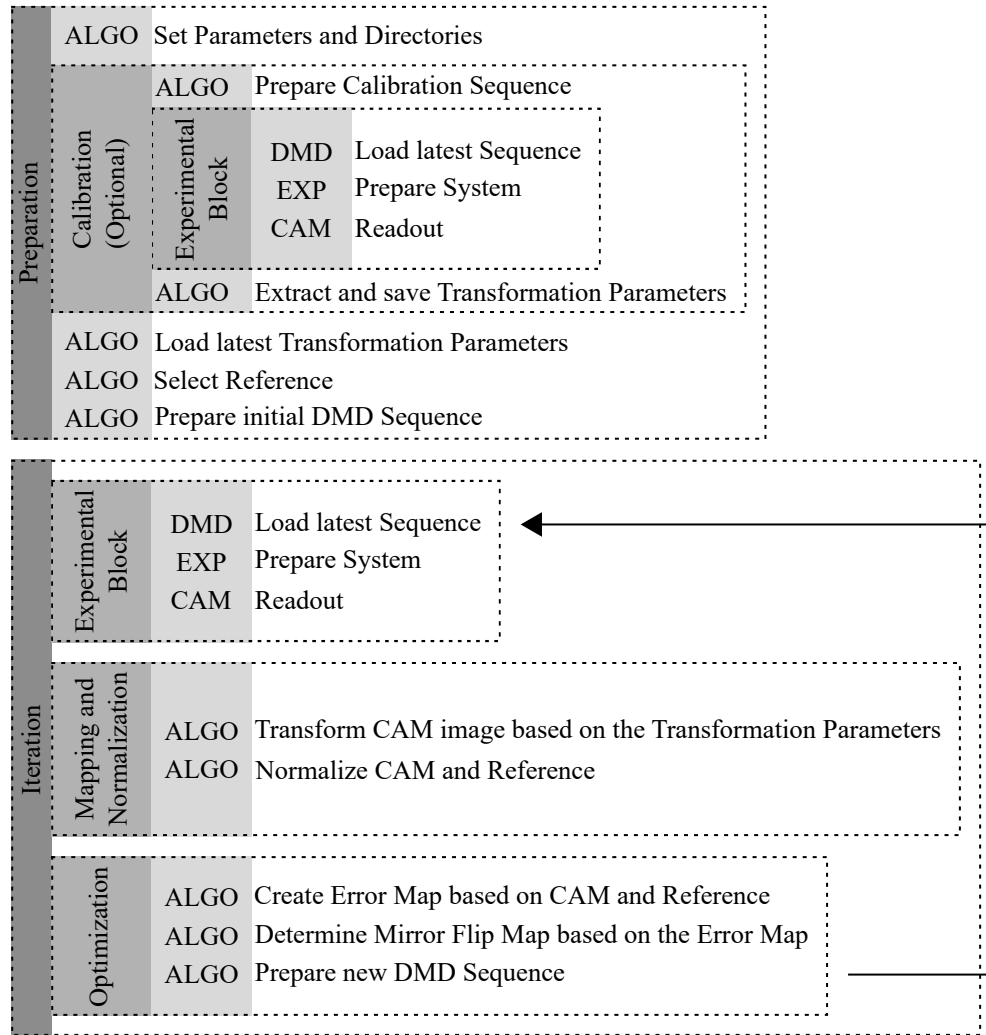 Preparation
ALGO Set Parameters and Directories
Calibration
(Optional)
ALGO Prepare Calibration Sequence
Experimental
Block
DMD Load latest Sequence
EXP Prepare System
CAM Readout
ALGO Extract and save Transformation Parameters
ALGO Load latest Transformation Parameters
ALGO Select Reference
ALGO Prepare initial DMD Sequence
Iteration
Experimental
Block
DMD Load latest Sequence
EXP Prepare System
CAM Readout
Mapping and
Normalization
ALGO Transform CAM image based on the Transformation Parameters
ALGO Normalize CAM and Reference
Optimization
ALGO Create Error Map based on CAM and Reference
ALGO Determine Mirror Flip Map based on the Error Map
ALGO Prepare new DMD Sequence